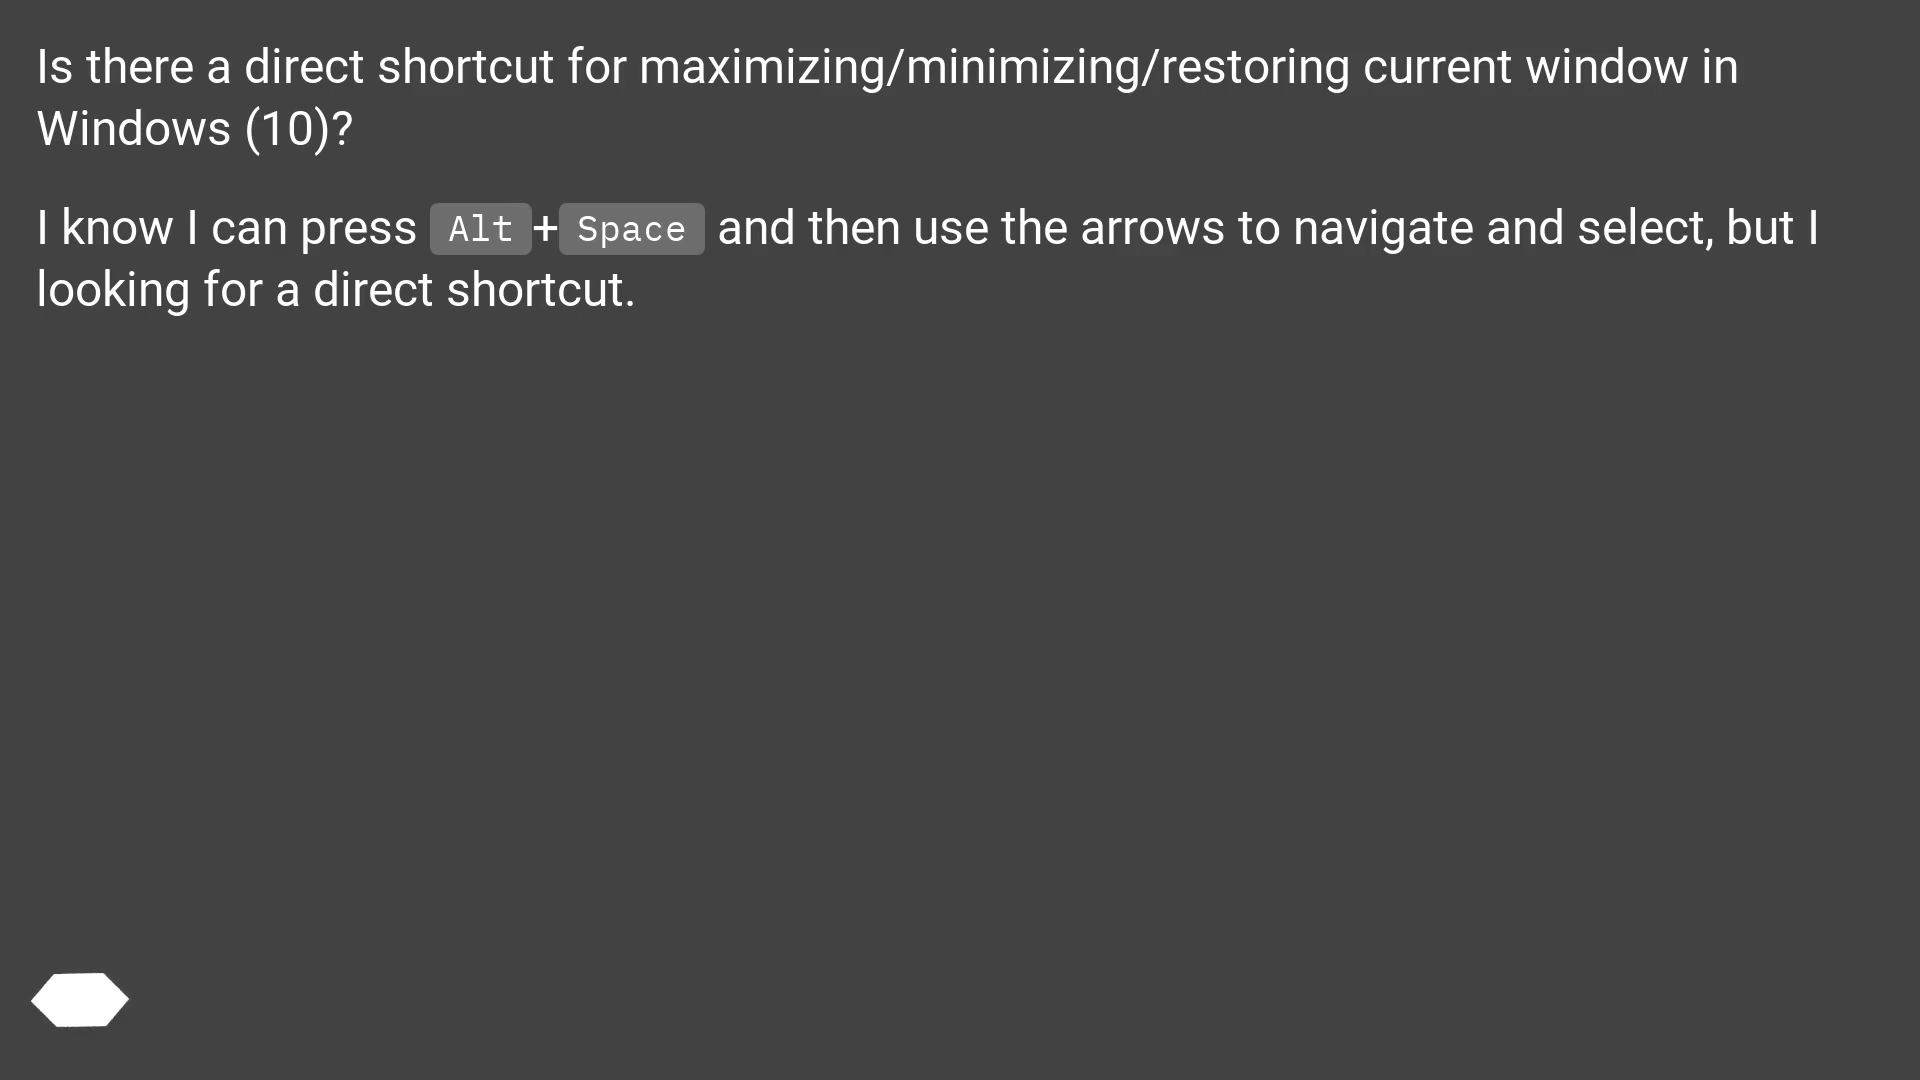 Is there a direct shortcut for maximizing/minimizing/restoring current window in
Windows (10)?
I know I can press Alt+Space and then use the arrows to navigate and select, but I
looking for a direct shortcut.